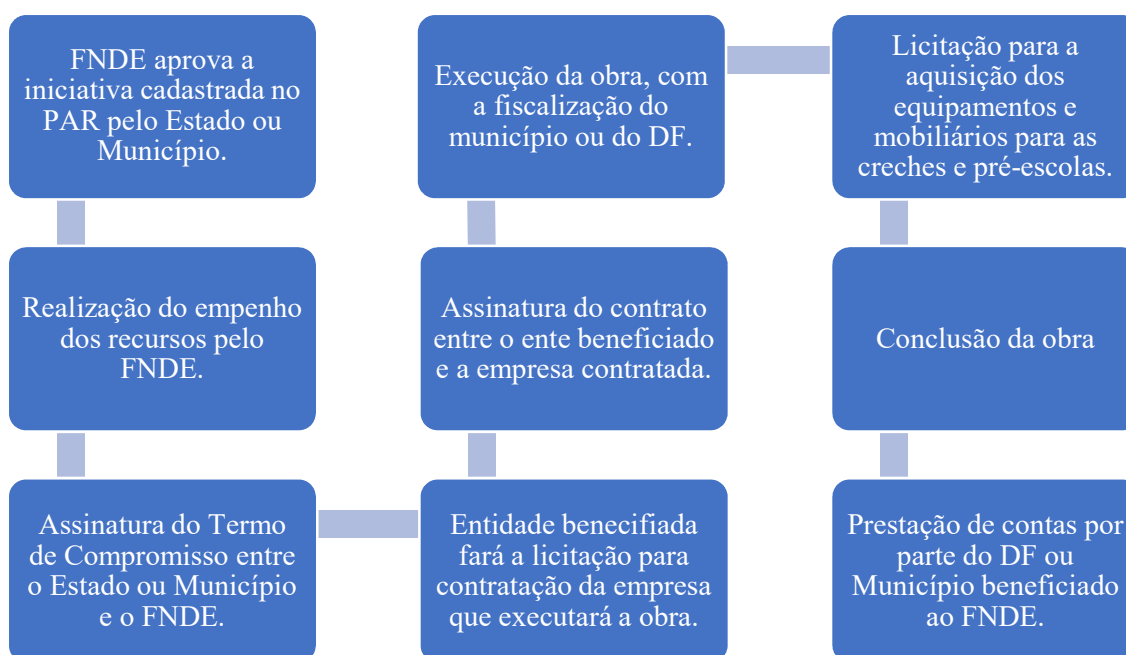 FNDE aprova a
iniciativa cadastrada no
PAR pelo Estado ou
Município.
Realização do empenho
dos recursos pelo
FNDE.
Assinatura do Termo
de Compromisso entre
o Estado ou Município
e o FNDE.
Entidade benecifiada
fará a licitação para
contratação da empresa
que executará a obra.
Assinatura do contrato
entre o ente beneficiado
e a empresa contratada.
Execução da obra, com
a fiscalização do
município ou do DF.
Licitação para a
aquisição dos
equipamentos e
mobiliários para as
creches e pré-escolas.
Conclusão da obra
Prestação de contas por
parte do DF ou
Município beneficiado
ao FNDE.